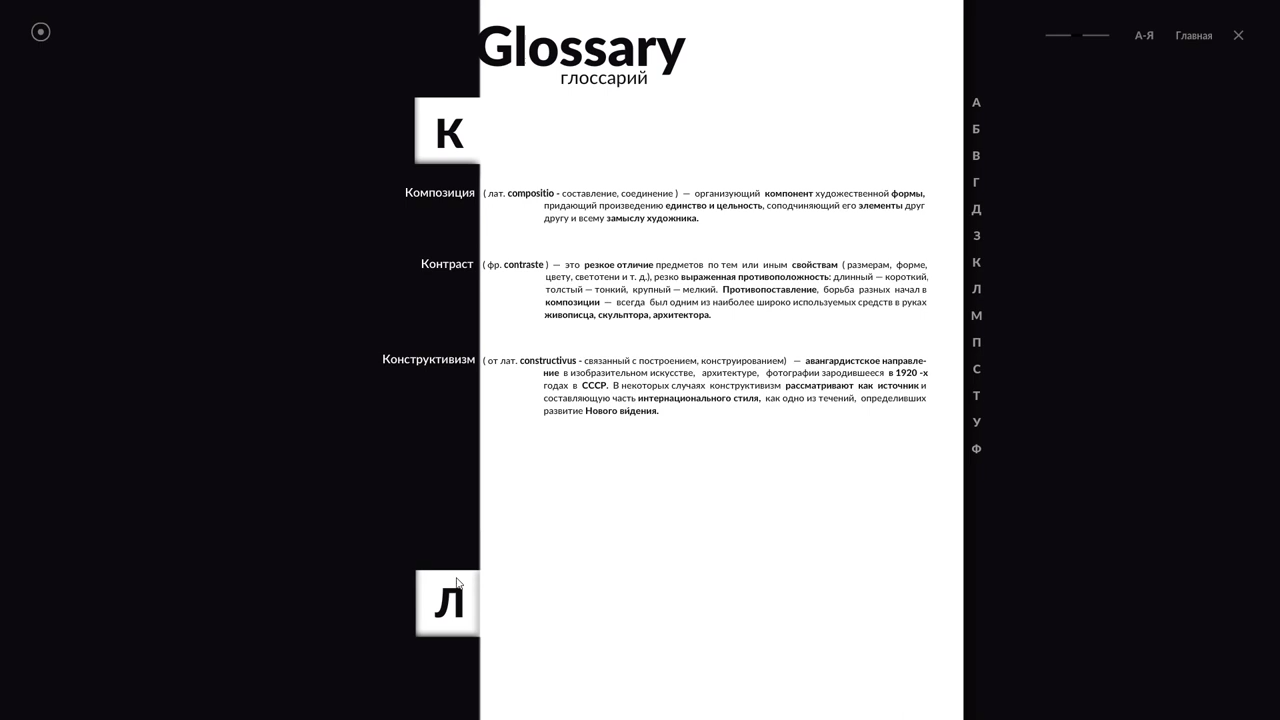 Glossary
глоссарий
А-Я
Главная
К
Композиция ( лат. compositio - составление, соединение ) — организующий компонент художественной формы,
придающий произведению единство и цельность, соподчиняющий его элементы друг
другу и всему замыслу художника.
Контраст ( фр. contraste ) — это резкое отличие предметов по тем или иным свойствам ( размерам, форме,
цвету, светотени и т. д.), резко выраженная противоположность: длинный — короткий,
толстый — тонкий, крупный — мелкий. Противопоставление, борьба разных начал в
композиции — всегда был одним из наиболее широко используемых средств в руках
живописца, скульптора, архитектора.
Конструктивизм ( от лат. constructivus - связанный с построением, конструированием) — авангардистское направле-
ние в изобразительном искусстве, архитектуре, фотографии зародившееся в 1920 -х
годах в СССР. В некоторых случаях конструктивизм рассматривают как источник и
составляющую часть интернационального стиля, как одно из течений, определивших
развитие Нового ви́дения.
Л
А
Б
В
Г
Д
З
К
Л
М
П
С
Т
У
Ф